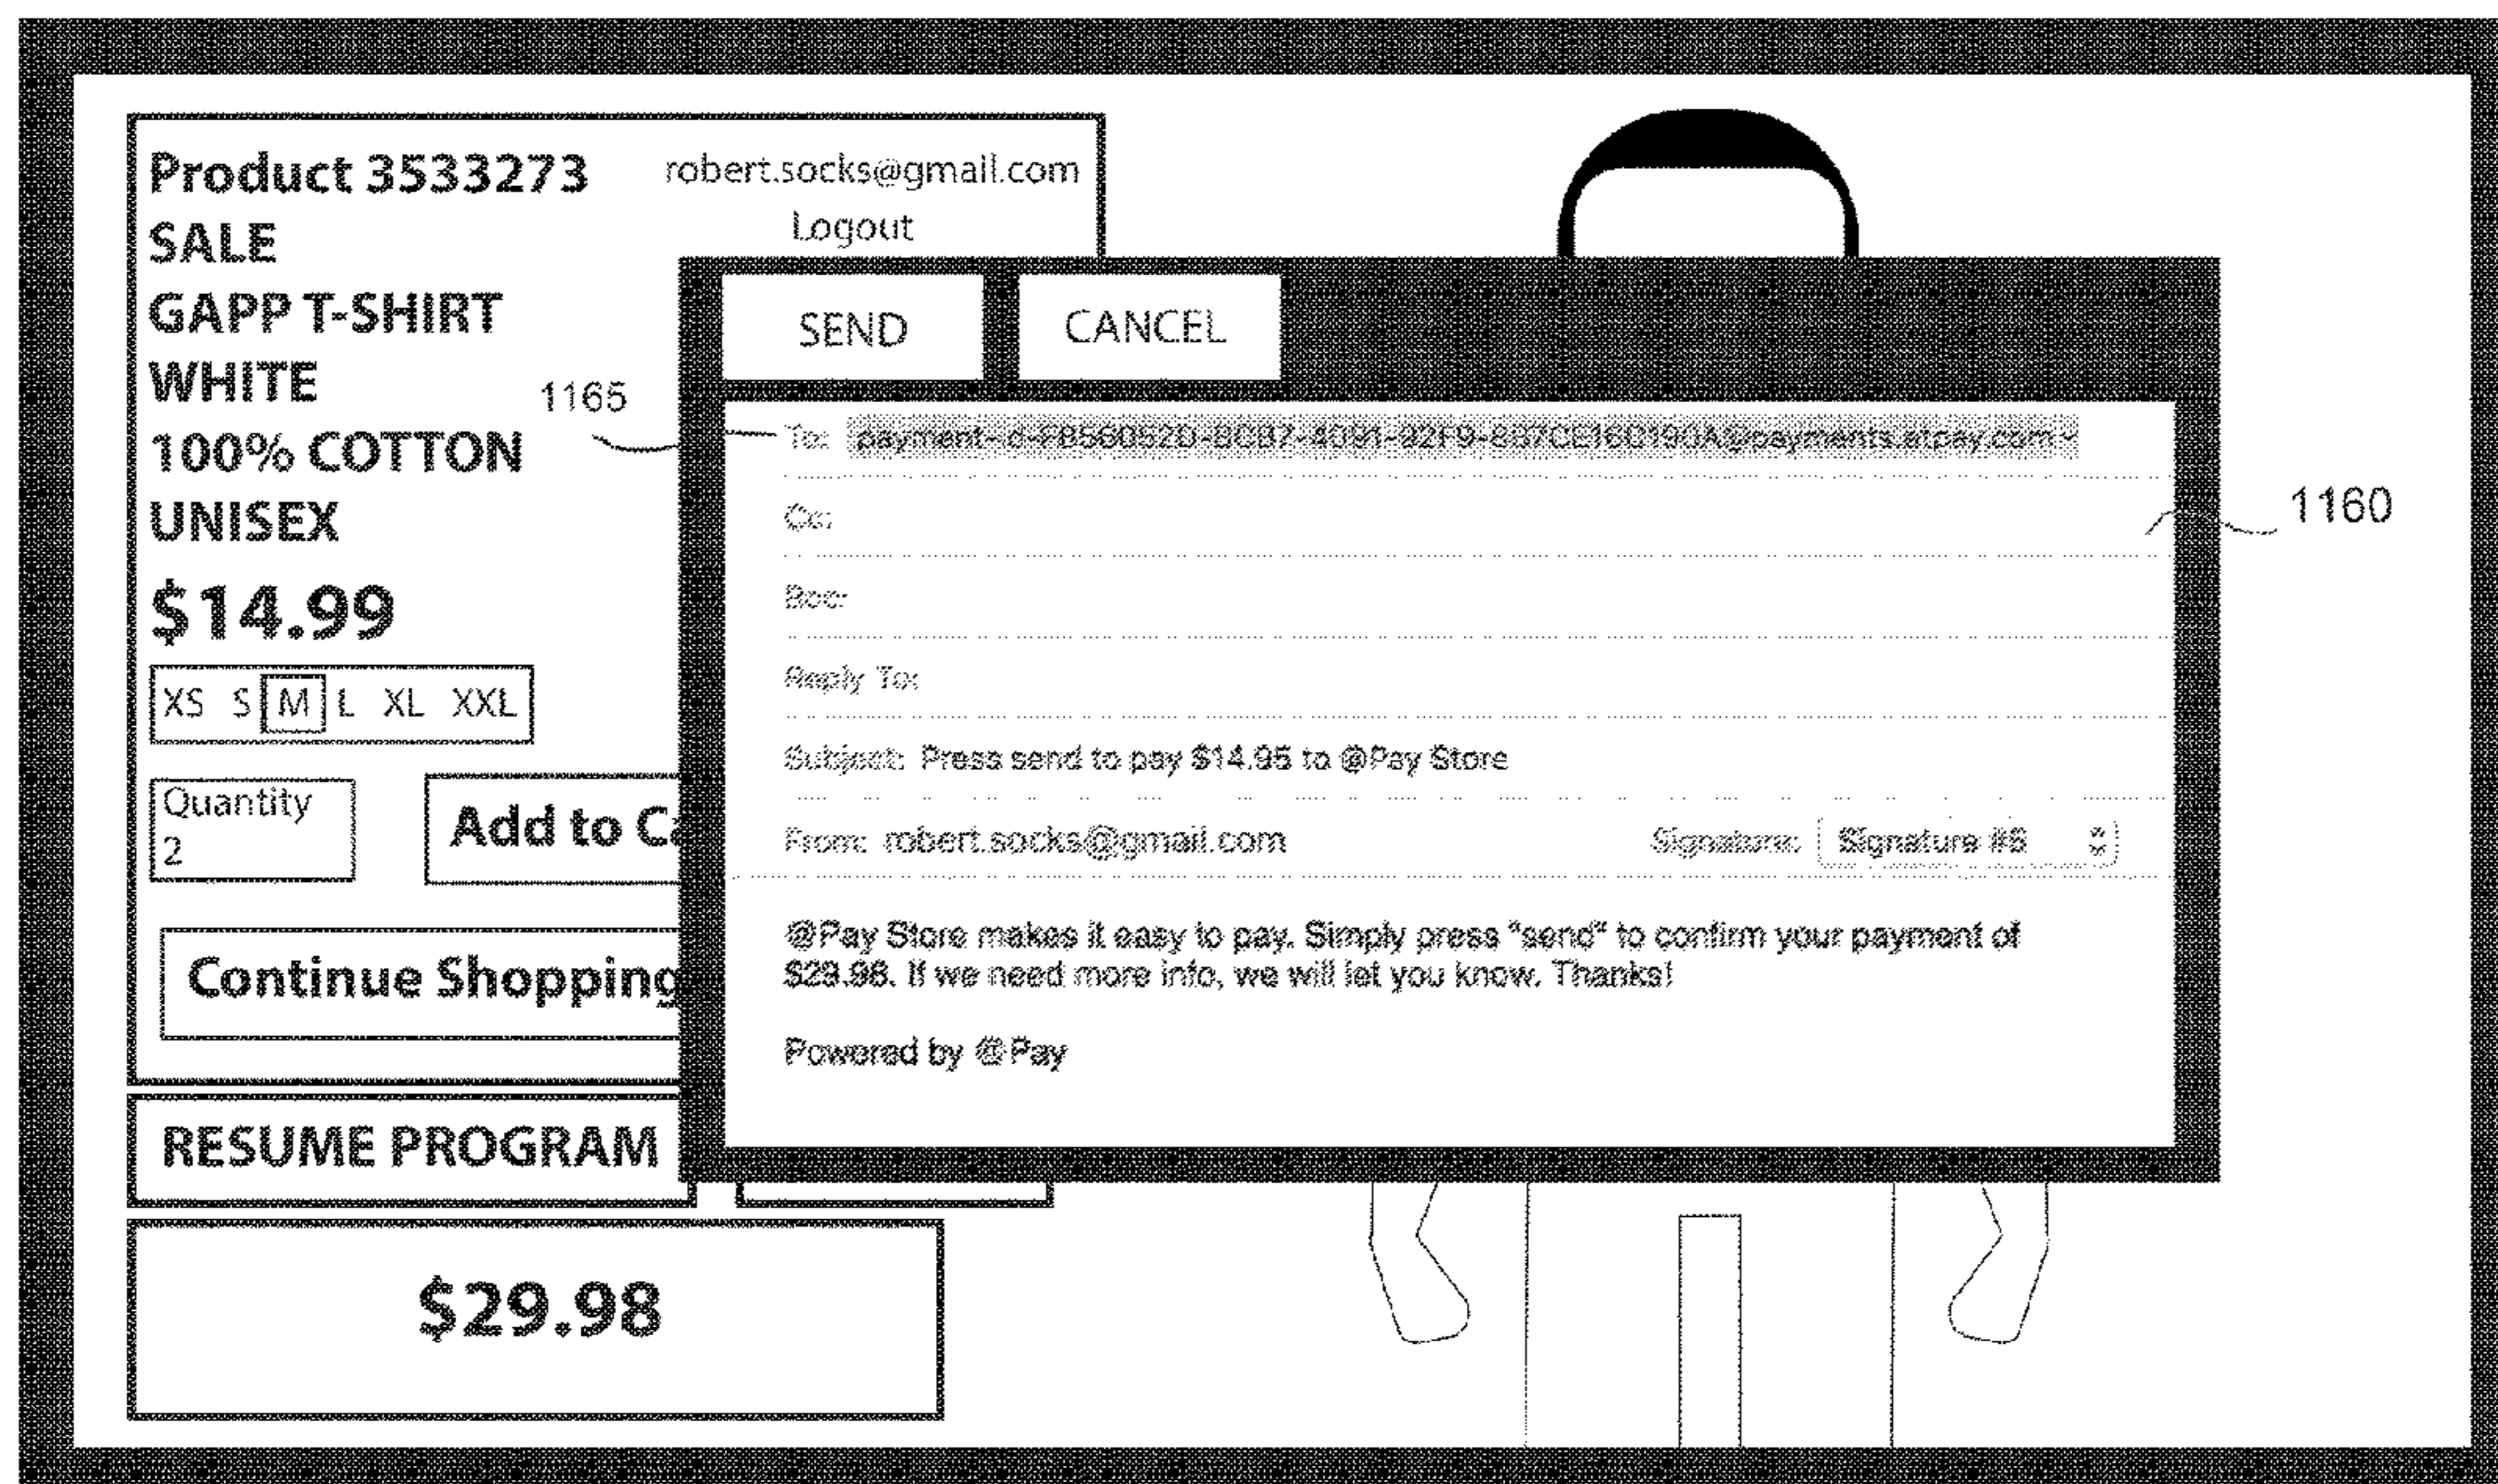 Product 3533273
robert.socks@gmail.com
Logout
SALE
GAPP T-SHIRT
WHITE
100% COTTON
UNISEX
$14.99
XS S M L XL XXL
Quantity
2
Add to Ca
Continue Shopping
RESUME PROGRAM
$29.98
SEND
CANCEL
1165
To:
Cc:
1160
Bcc:
Reply To:
Subject: Press send to pay $14.95 to @Pay Store
From: robert.socks@gmail.com
Signature: Signature #5
@Pay Store makes it easy to pay. Simply press "send" to confirm your payment of
$29.98. If we need more info, we will let you know. Thanks!
Powered by @Pay